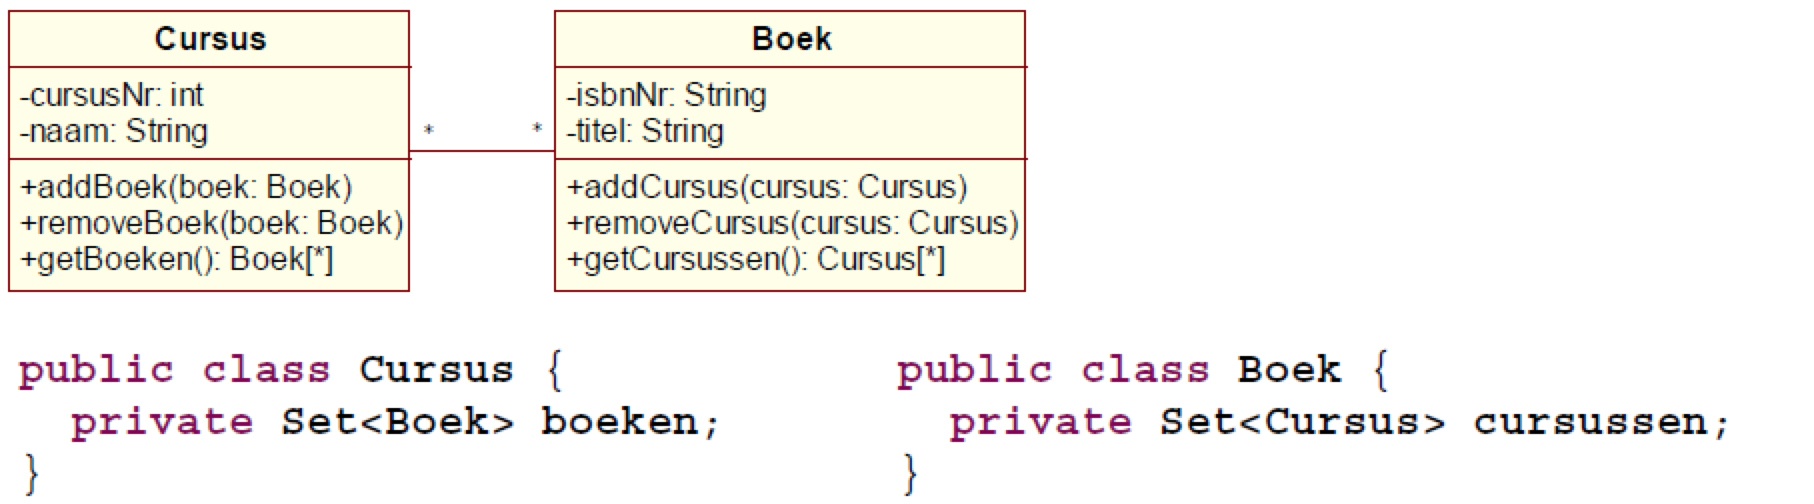 Cursus
-cursusNr: int
-naam: String
+addBoek(boek: Boek)
+removeBoek(boek: Boek)
+getBoeken(): Boek[*]
* *
Boek
-isbnNr: String
-titel: String
+addCursus(cursus: Cursus)
+removeCursus(cursus: Cursus)
+getCursussen(): Cursus[*]
public class Cursus {
private Set<Boek> boeken;
}
public class Boek {
private Set<Cursus> cursussen;
}